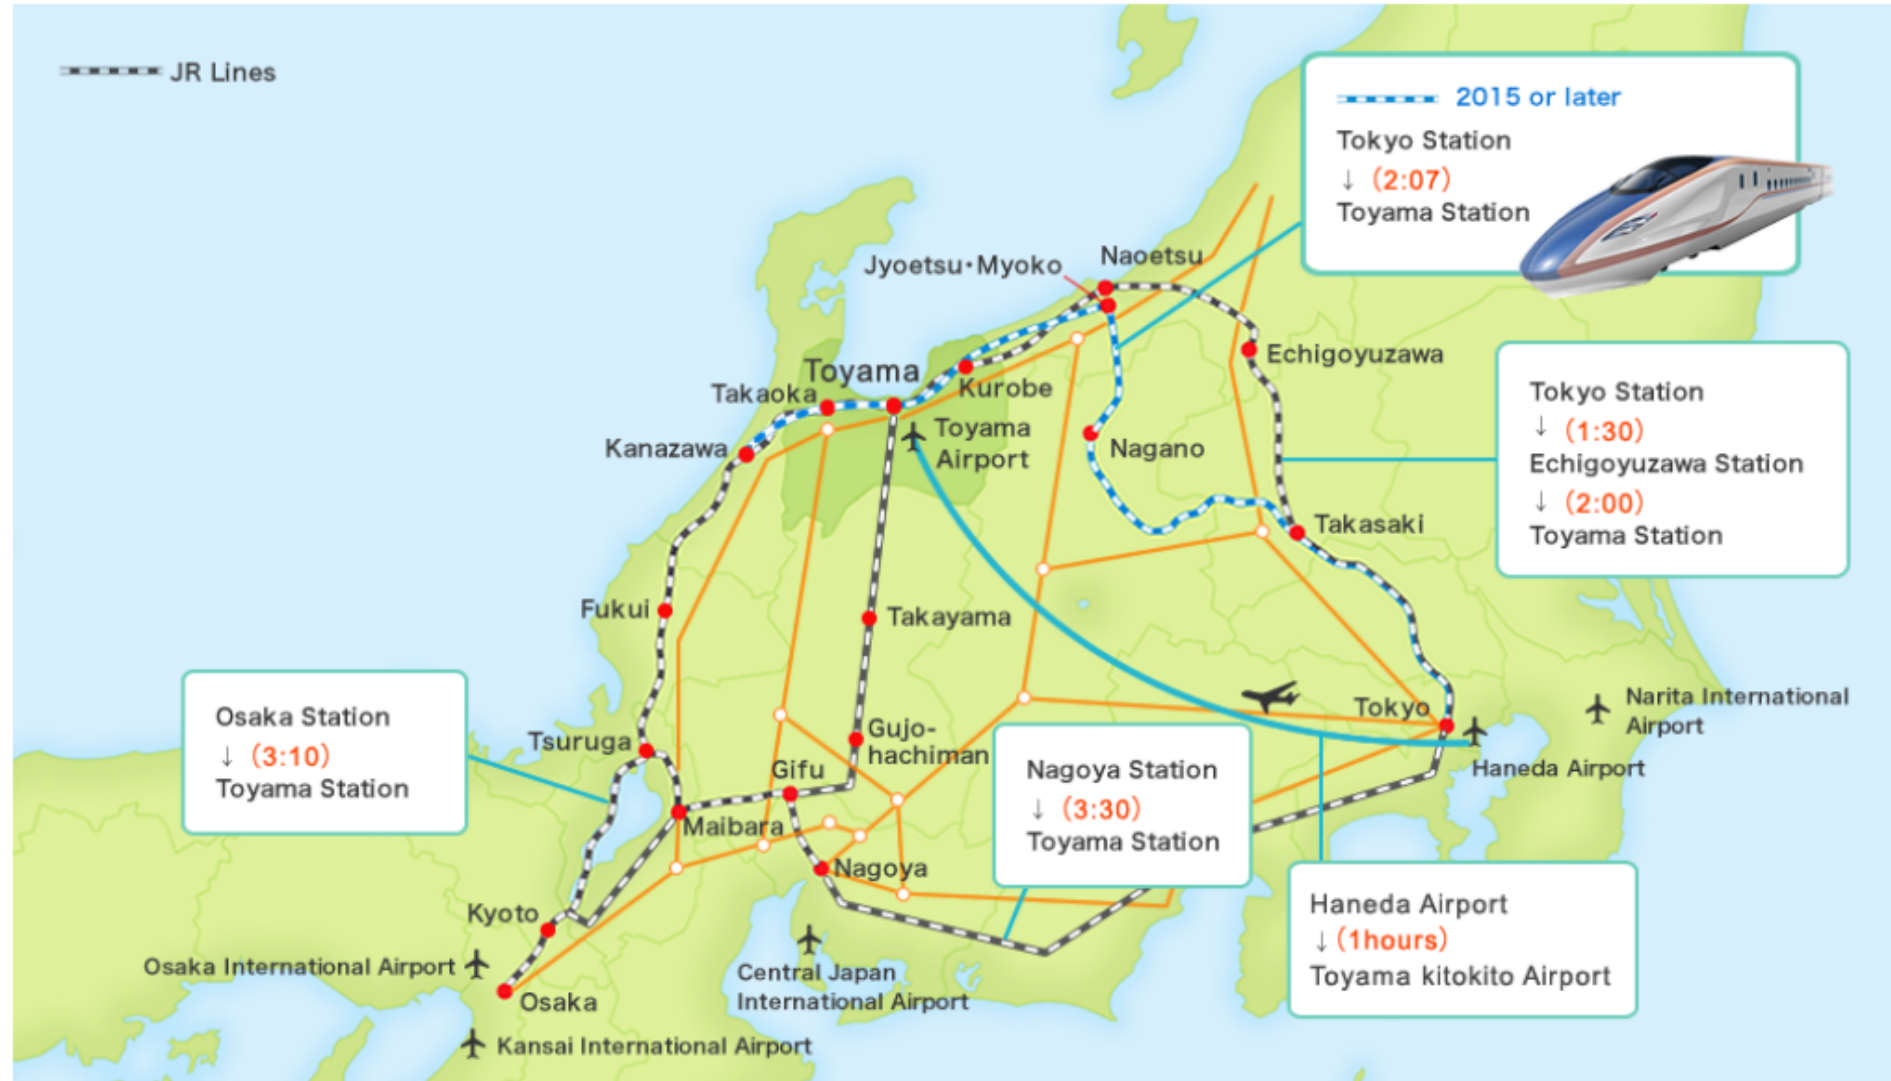 JR Lines
2015 or later
Tokyo Station
↓ (2:07)
Toyama Station
Naoetsu
Jyoetsu・Myoko
Echigoyuzawa
Toyama
Takaoka
Kurobe
Kanazawa
Toyama
Airport
Nagano
Tokyo Station
↓ (1:30)
Echigoyuzawa Station
↓ (2:00)
Toyama Station
Takasaki
Fukui
Takayama
Osaka Station
↓ (3:10)
Toyama Station
Tsuruga
Gujo-
hachiman
Gifu
Maibara
Nagoya
Nagoya Station
↓ (3:30)
Toyama Station
Tokyo
Narita International
Airport
Haneda Airport
Haneda Airport
↓ (1hours)
Toyama kitokito Airport
Kyoto
Osaka International Airport
Osaka
Central Japan
International Airport
Kansai International Airport